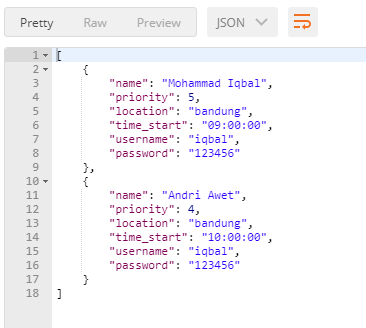 Pretty Raw Preview JSON
1 [
2 {
3 "name": "Mohammad Iqbal",
4 "priority": 5,
5 "location": "bandung",
6 "time_start": "09:00:00",
7 "username": "iqbal",
8 "password": "123456"
9 },
10 {
11 "name": "Andri Awet",
12 "priority": 4,
13 "location": "bandung",
14 "time_start": "10:00:00",
15 "username": "iqbal",
16 "password": "123456"
17 }
18 ]